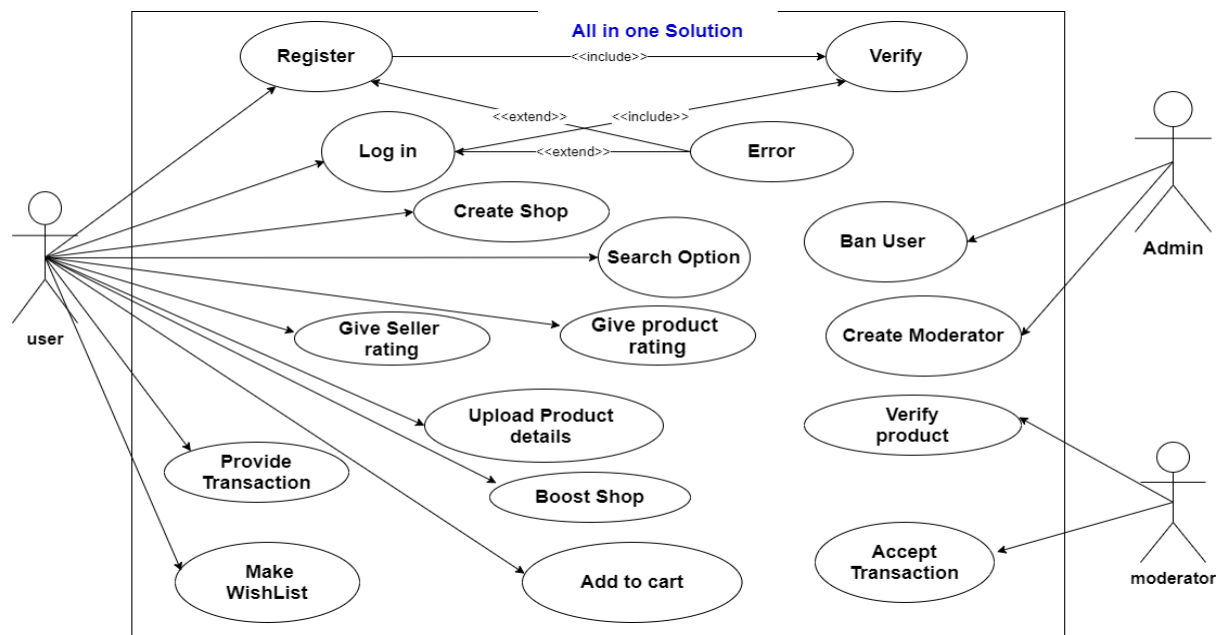 All in one Solution
Register
<<include>>
Verify
<<extend>>
<<include>>
Log in
<<extend>>
Error
Create Shop
Search Option
Ban User
Admin
user
Give Seller
rating
Give product
rating
Create Moderator
Upload Product
details
Verify
product
Provide
Transaction
Boost Shop
Make
WishList
Add to cart
Accept
Transaction
moderator